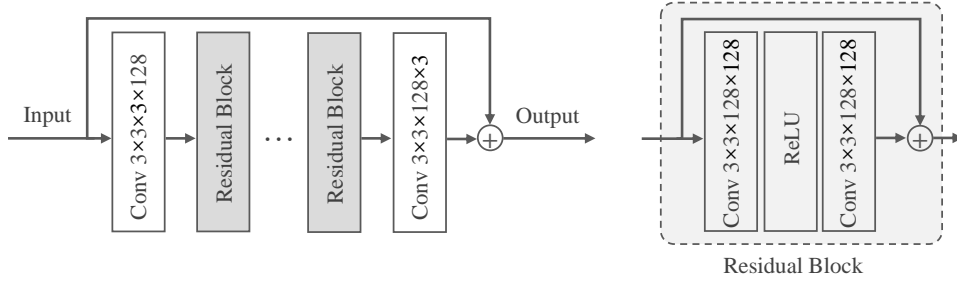 Input
Conv 3×3×3×128
Residual Block
...
Residual Block
Conv 3×3×128×3
+
Output
Conv 3×3×128×128
ReLU
Conv 3×3×128×128
+
Residual Block